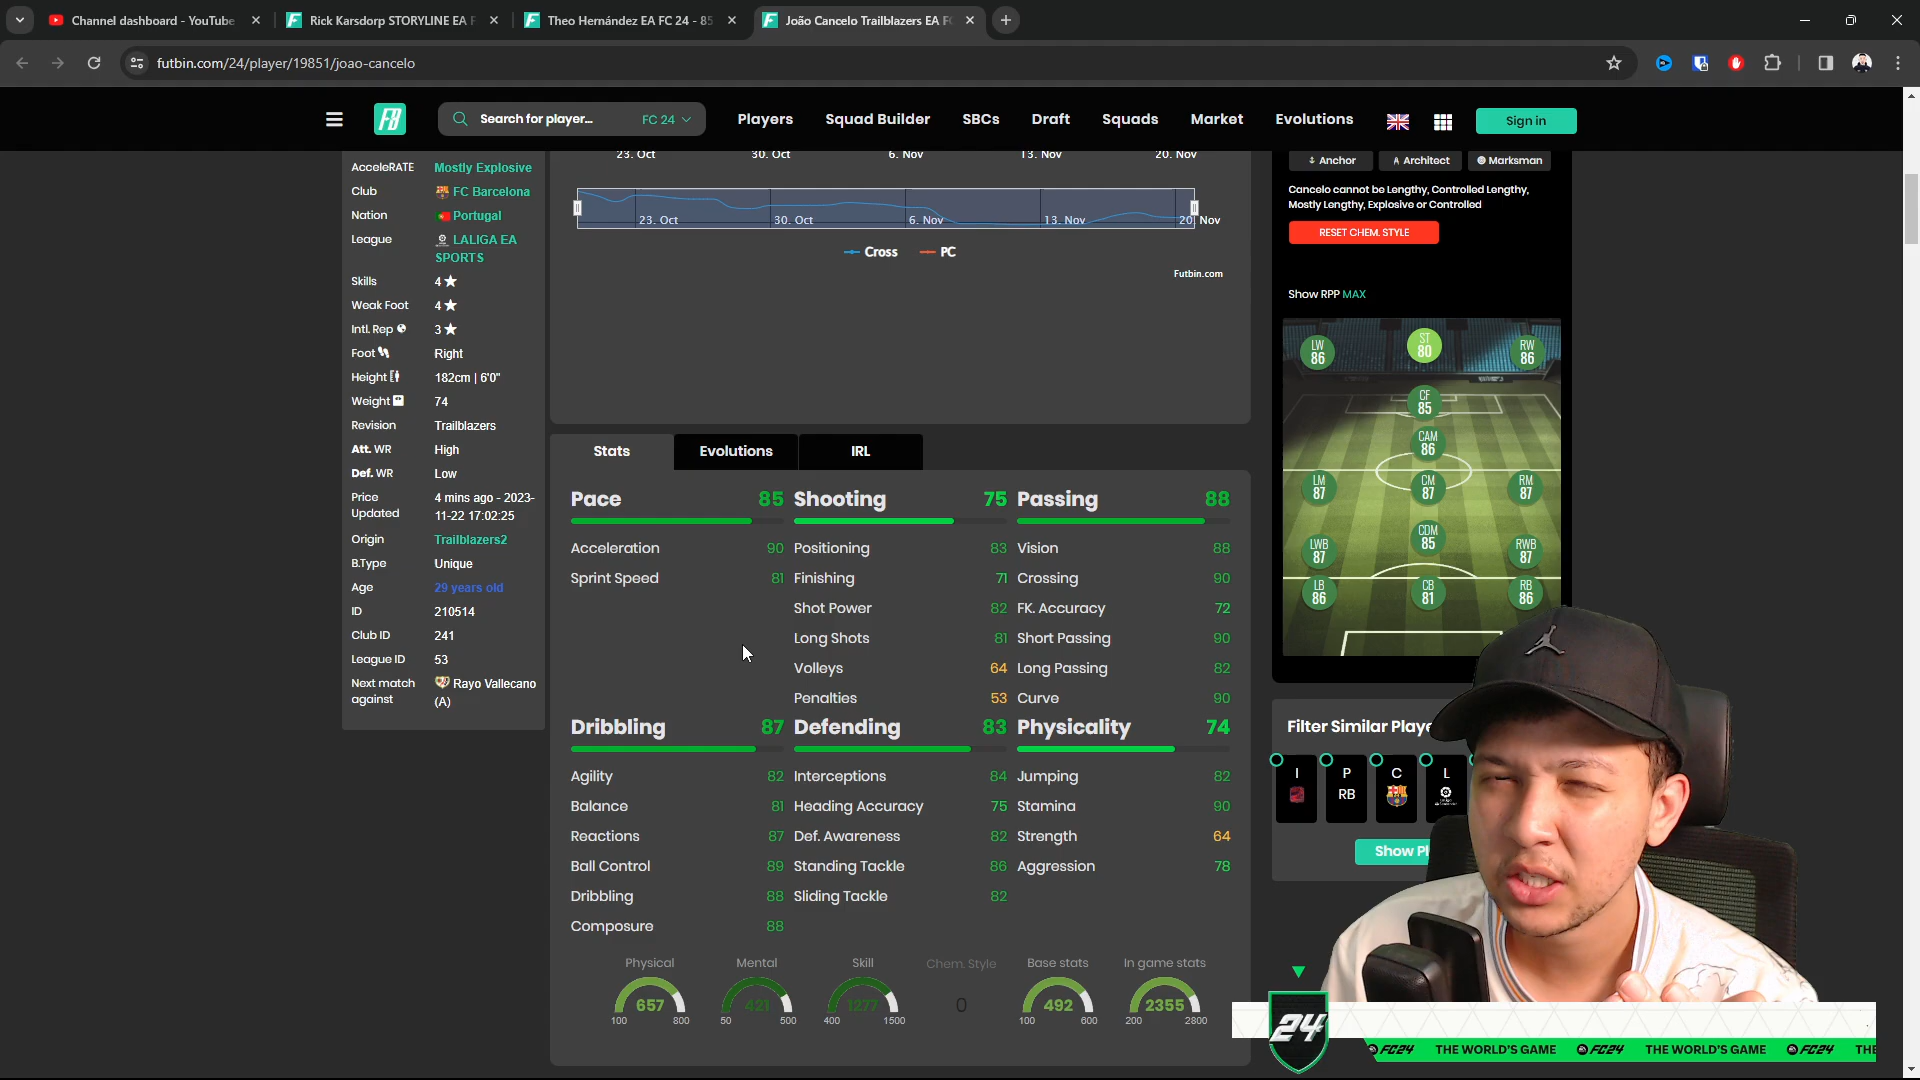 Channel dashboard - YouTube
Rick Karsdorp STORYLINE EA F
Theo Hernández EA FC 24 - 85
João Cancelo Trailblazers EA FC
futbin.com/24/player/19851/joao-cancelo
Search for player... FC 24
Players Squad Builder SBCs Draft Squads Market Evolutions Sign in
AcceleRATE Mostly Explosive
Club FC Barcelona
Nation Portugal
League LALIGA EA
SPORTS
Skills 4
Weak Foot 4
Intl. Rep 3
Foot Right
Height 182cm | 6'0"
Weight 74
Revision Trailblazers
Att. WR High
Def. WR Low
Price 4 mins ago - 2023-
Updated 11-22 17:02:25
Origin Trailblazers2
B.Type Unique
Age 29 years old
ID 210514
Club ID 241
League ID 53
Next match Rayo Vallecano
against (A)
23. Oct 30. Oct 6. Nov 13. Nov 20. Nov
23. Oct 30. Oct 6. Nov 13. Nov 20. Nov
Cross PC
Futbin.com
Stats Evolutions IRL
Pace 85 Shooting 75 Passing 88
Acceleration 90 Positioning 83 Vision 88
Sprint Speed 81 Finishing 71 Crossing 90
Shot Power 82 FK. Accuracy 72
Long Shots 81 Short Passing 90
Volleys 64 Long Passing 82
Penalties 53 Curve 90
Dribbling 87 Defending 83 Physicality 74
Agility 82 Interceptions 84 Jumping 82
Balance 81 Heading Accuracy 75 Stamina 90
Reactions 87 Def. Awareness 82 Strength 64
Ball Control 89 Standing Tackle 86 Aggression 78
Dribbling 88 Sliding Tackle 82
Composure 88
Physical Mental Skill Chem. Style Base stats In game stats
657 421 1277 0 492 2355
100 800 50 500 400 1500 100 600 200 2800
Anchor Architect Marksman
Cancelo cannot be Lengthy, Controlled Lengthy,
Mostly Lengthy, Explosive or Controlled
RESET CHEM. STYLE
Show RPP MAX
LW 86
ST 80
RW 86
CF 85
CAM 86
LM 87
CM 87
RM 87
CDM 85
LWB 87
RWB 87
LB 86
CB 81
RB 86
Filter Similar Playe
I P C L
RB
Show Pl
24
FC24 THE WORLD'S GAME FC24 THE WORLD'S GAME FC24 THE